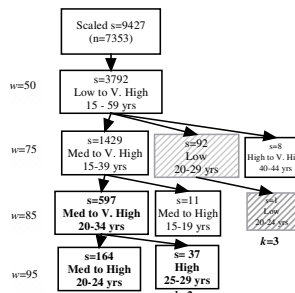 Scaled s=9427
(n=7353)
w=50
s=3792
Low to V. High
15 - 59 yrs
w=75
s=1429
Med to V. High
15-39 yrs
s=92
Low
20-29 yrs
s=8
High to V. High
40-44 yrs
w=85
s=597
Med to V. High
20-34 yrs
s=11
Med to V. High
15-19 yrs
s=1
Low
20-24 yrs
k=3
w=95
s=164
Med to High
20-24 yrs
s= 37
High
25-29 yrs